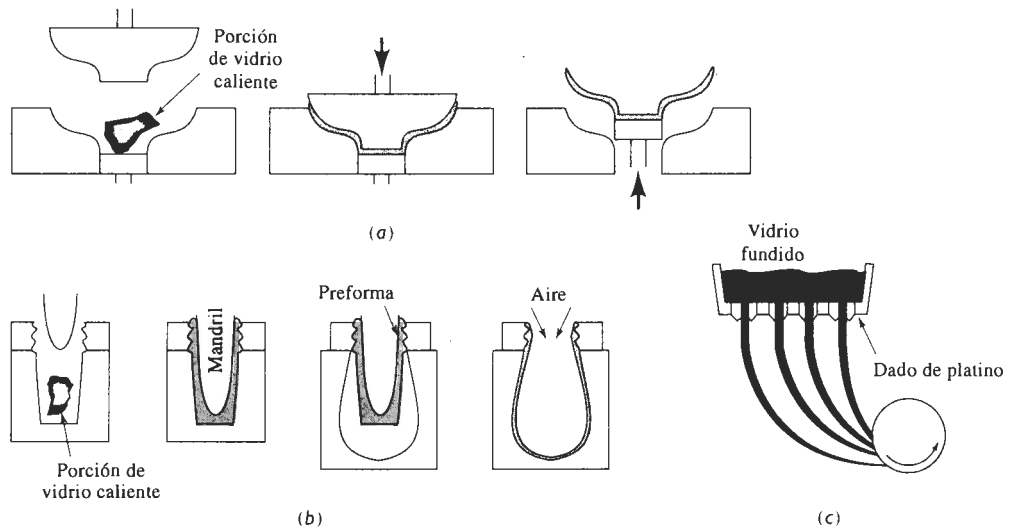 Porción
de vidrio
caliente
(a)
Preforma
Mandril
Aire
Porción de
vidrio caliente
(b)
Vidrio
fundido
Dado de platino
(c)